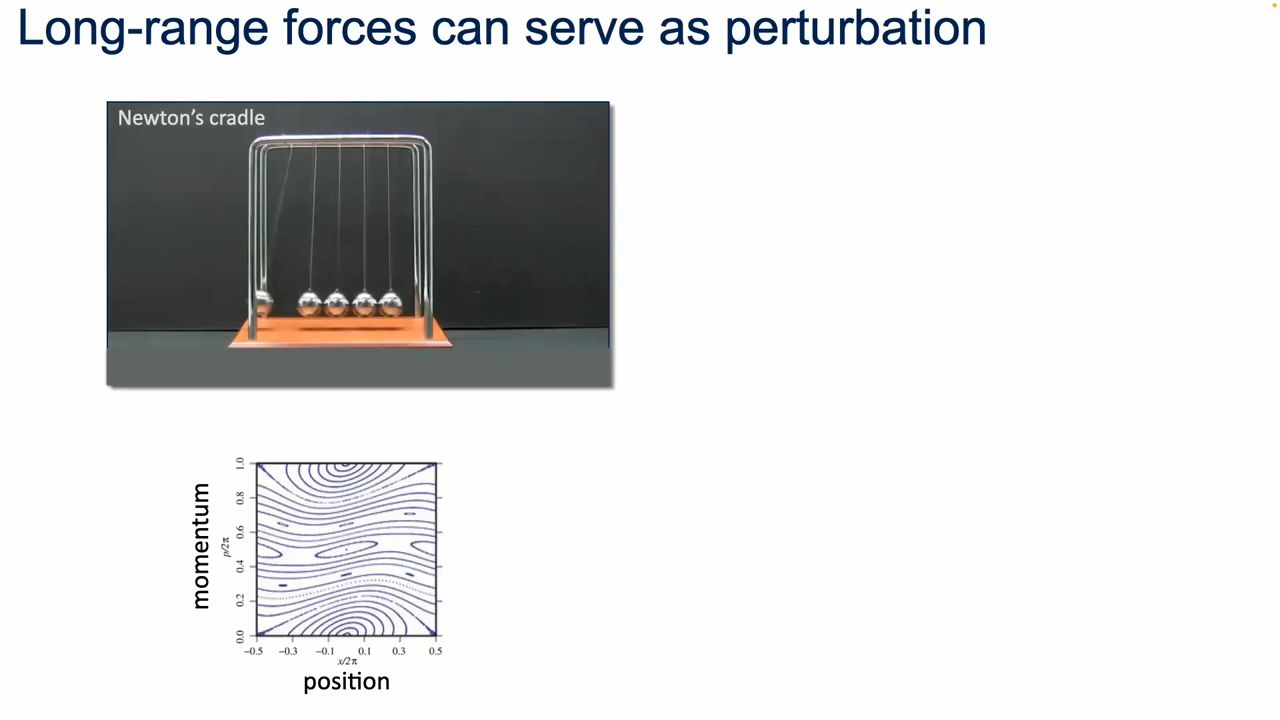 Long-range forces can serve as perturbation
Newton's cradle
momentum
p/2π
1.0
0.8
0.6
0.4
0.2
0.0
−0.5 −0.3 −0.1 0.1 0.3 0.5
x/2π
position